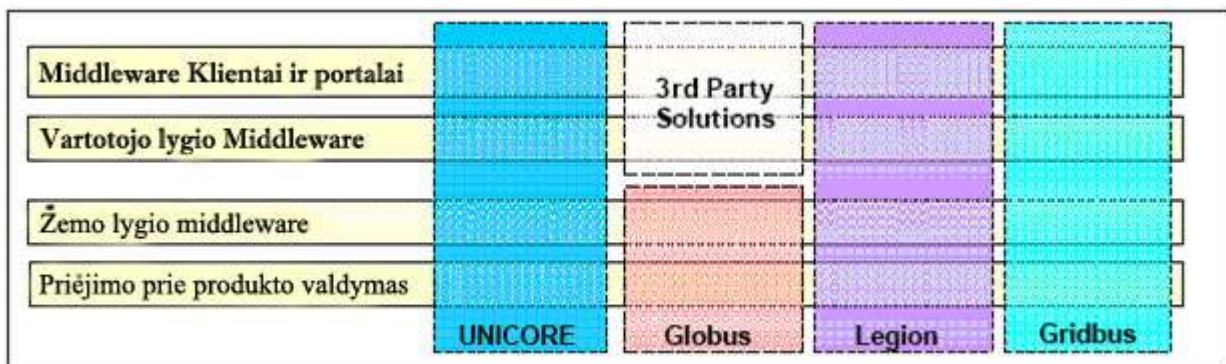 Middleware Klientai ir portalai
3rd Party
Solutions
Vartotojo lygio Middleware
Žemo lygio middleware
Priėjimo prie produkto valdymas
UNICORE
Globus
Legion
Gridbus